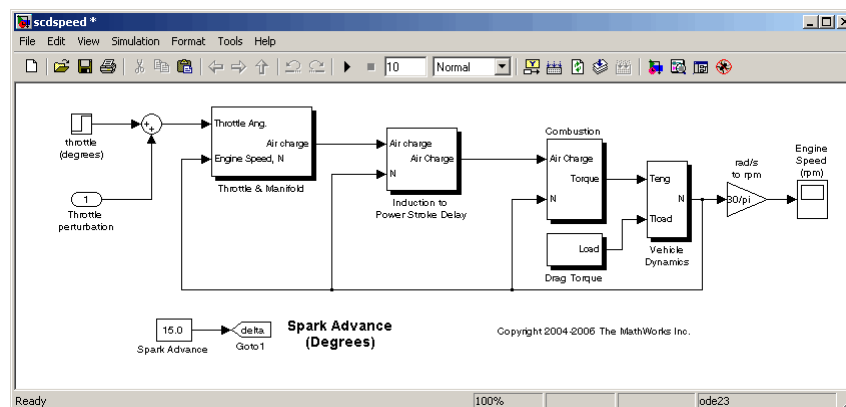 scdspeed *
File Edit View Simulation Format Tools Help
10 Normal
throttle
(degrees)
1
Throttle
perturbation
Throttle Ang.
Air charge
Engine Speed, N
Throttle & Manifold
Air charge
Air Charge
N
Induction to
Power Stroke Delay
Combustion
Air Charge
Torque
N
Load
Drag Torque
Teng
N
Tload
Vehicle
Dynamics
rad/s
to rpm
30/pi
Engine
Speed
(rpm)
15.0
Spark Advance
delta
Goto1
Spark Advance
(Degrees)
Copyright 2004-2006 The MathWorks Inc.
Ready 100% ode23